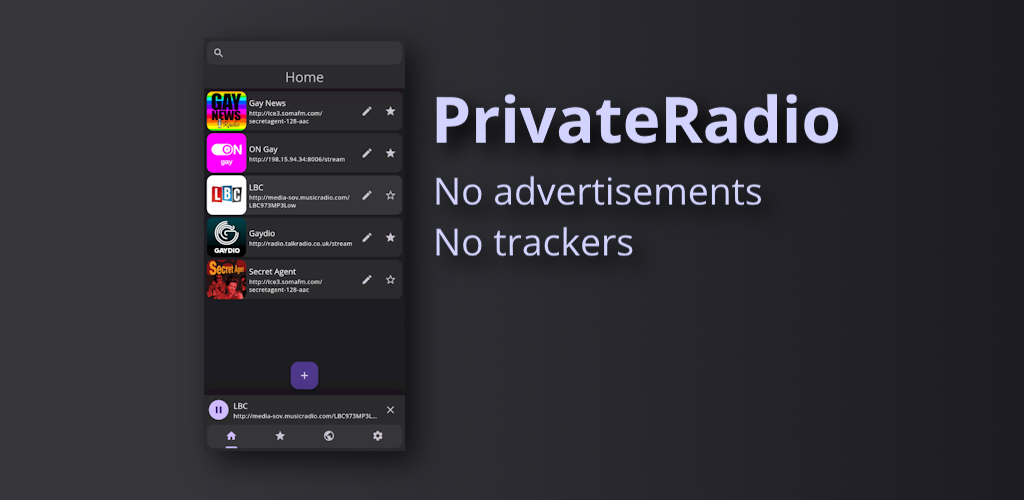 Home
GAY
NEWS
Radio
Gay News
http://ice3.somafm.com/
secretagent-128-aac
ON
gay
ON Gay
http://198.15.94.34:8006/stream
LBC
LBC
http://media-sov.musicradio.com/
LBC973MP3Low
GAYDIO
Gaydio
http://radio.talkradio.co.uk/stream
Secret Agent
Secret Agent
http://ice3.somafm.com/
secretagent-128-aac
LBC
http://media-sov.musicradio.com/LBC973MP3L...
PrivateRadio
No advertisements
No trackers